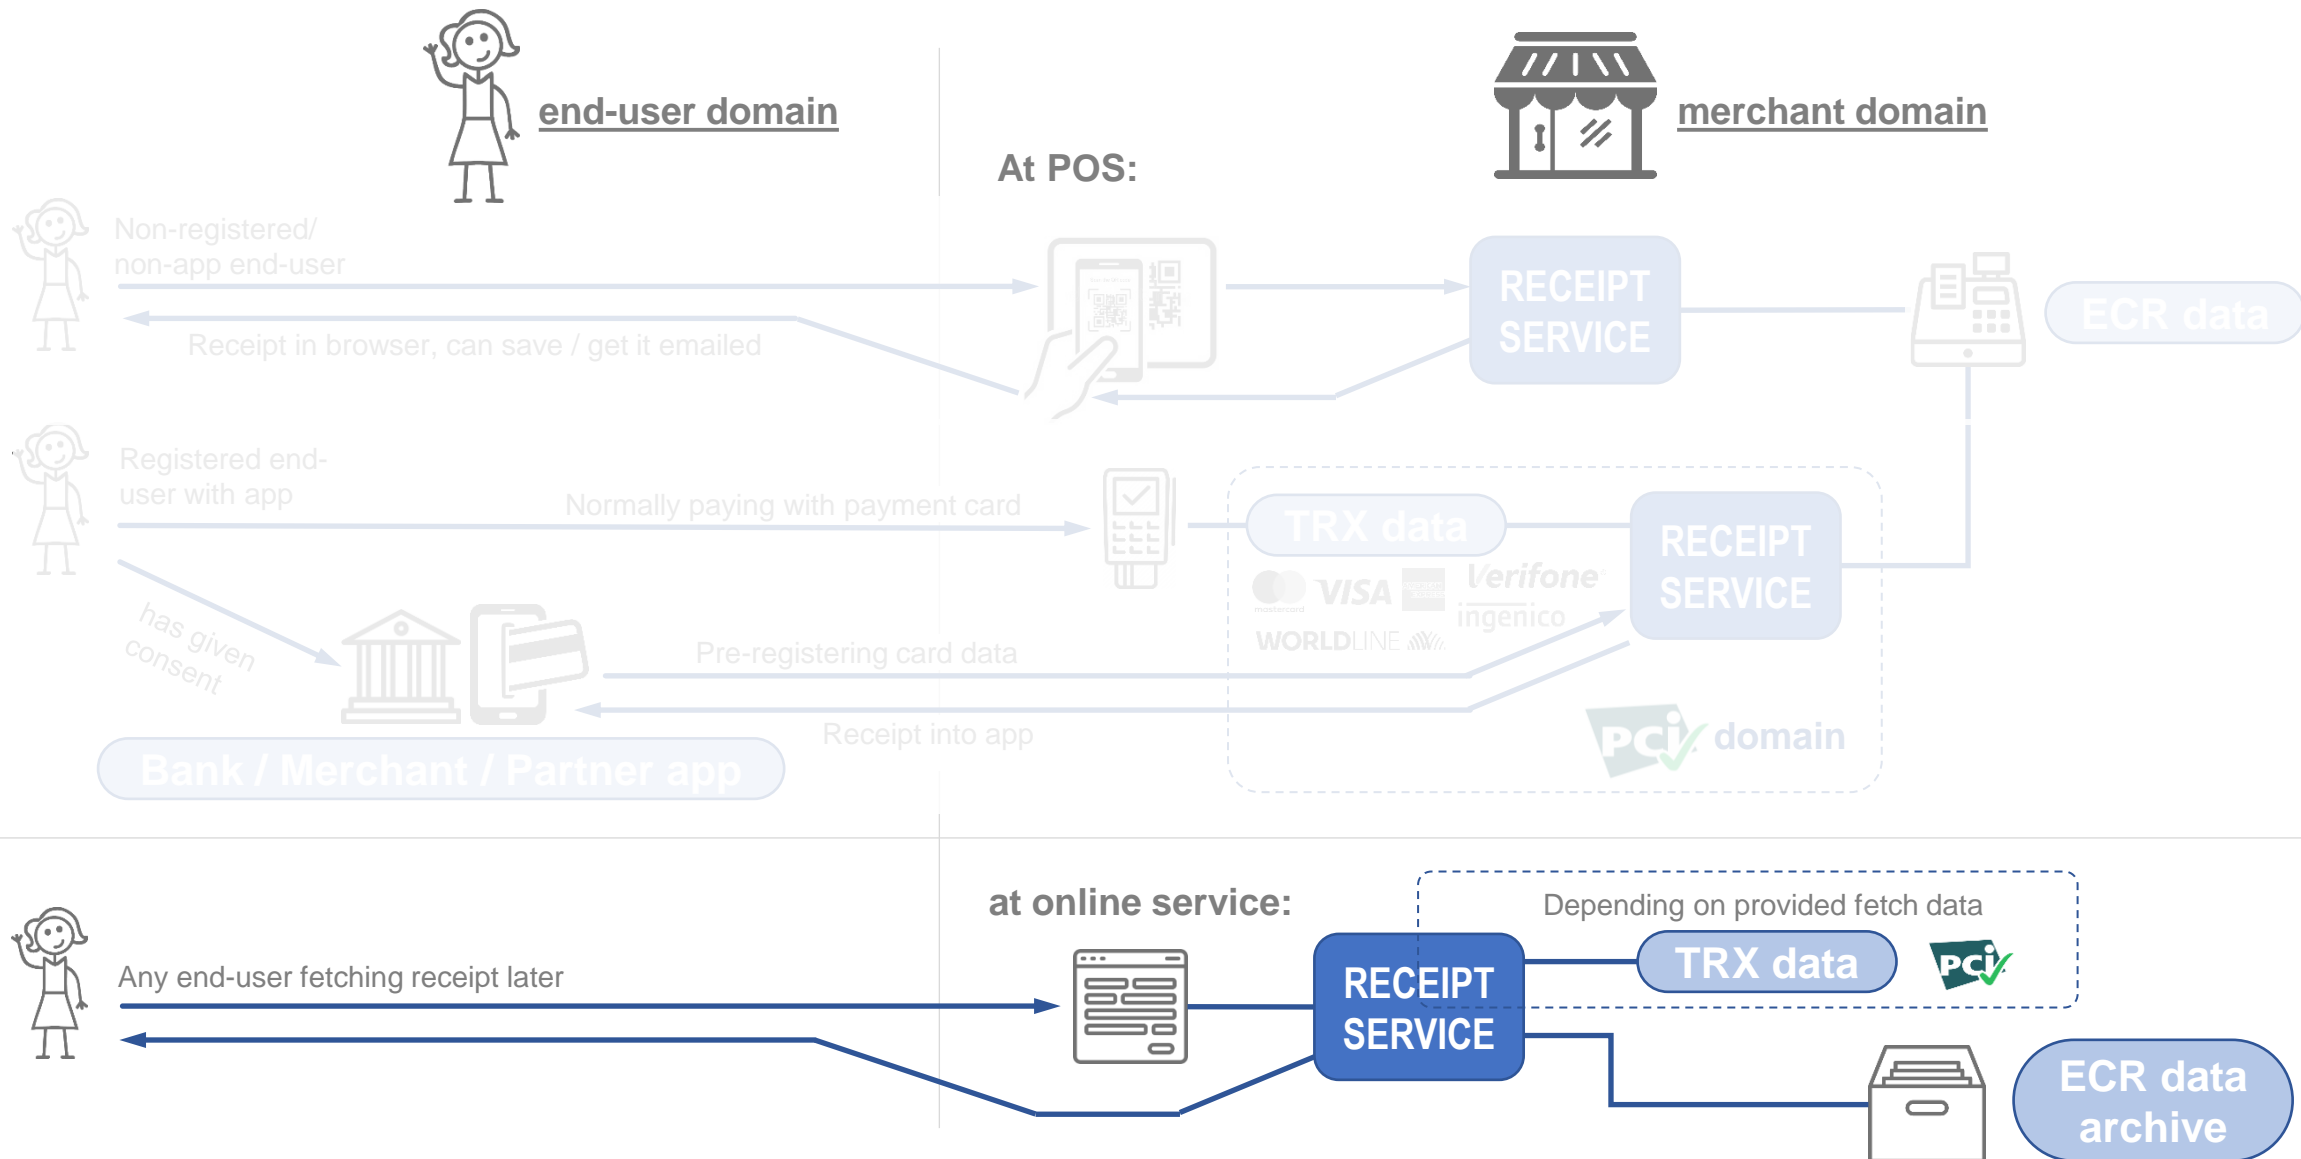 end-user domain
merchant domain
At POS:
Non-registered/
non-app end-user
Receipt in browser, can save / get it emailed
RECEIPT
SERVICE
ECR data
Registered end-
user with app
Normally paying with payment card
TRX data
RECEIPT
SERVICE
mastercard
VISA
Verifone
ingenico
WORLDLINE
has given
consent
Pre-registering card data
Receipt into app
PCi domain
Bank / Merchant / Partner app
at online service:
Depending on provided fetch data
Any end-user fetching receipt later
RECEIPT
SERVICE
TRX data
PCi
ECR data
archive